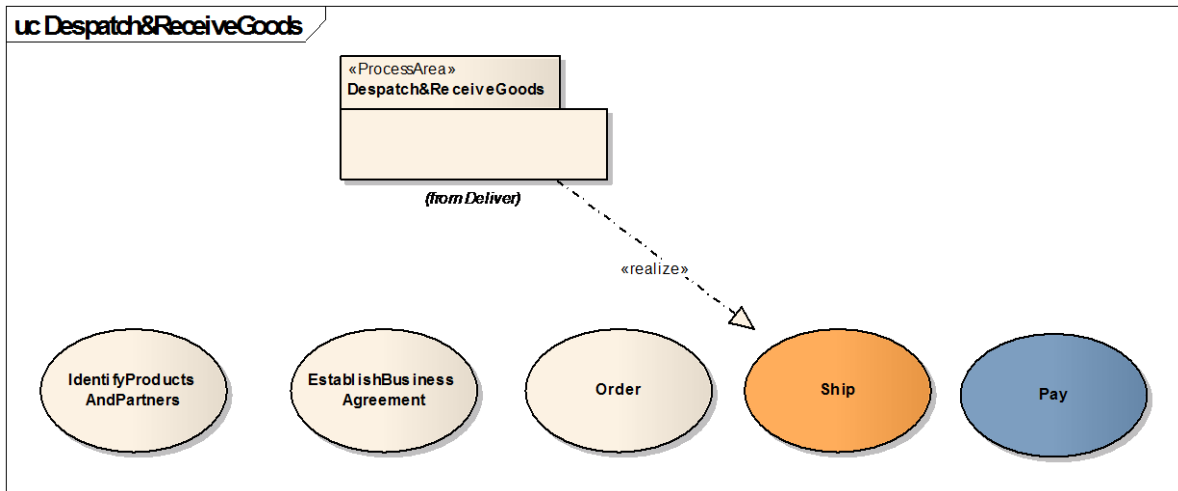 uc Despatch&ReceiveGoods
«ProcessArea»
Despatch&ReceiveGoods
(from Deliver)
«realize»
IdentifyProducts
AndPartners
EstablishBusiness
Agreement
Order
Ship
Pay